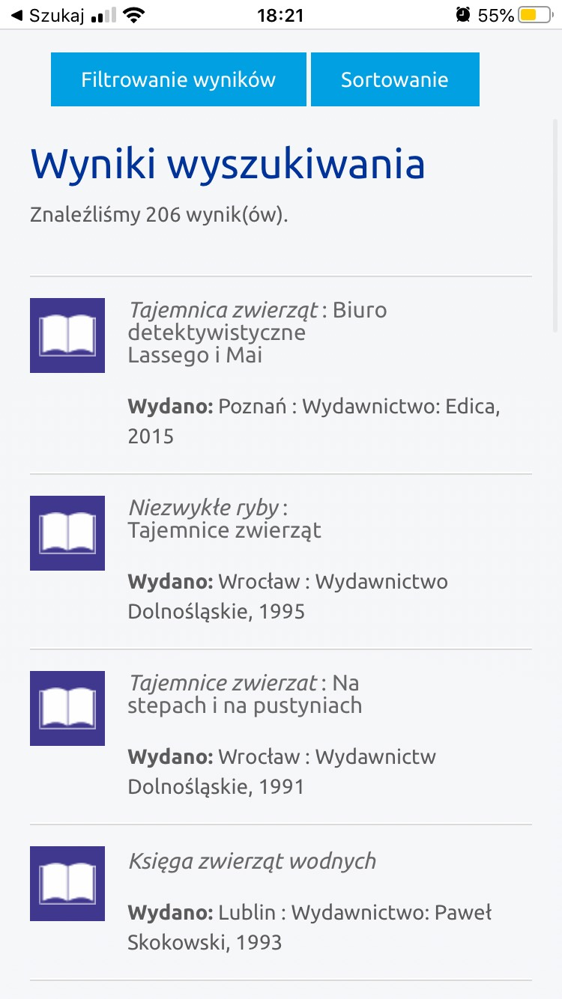 ◀ Szukaj 18:21 55%
Filtrowanie wyników Sortowanie
Wyniki wyszukiwania
Znaleźliśmy 206 wynik(ów).
Tajemnica zwierząt : Biuro
detektywistyczne
Lassego i Mai
Wydano: Poznań : Wydawnictwo: Edica,
2015
Niezwykłe ryby :
Tajemnice zwierząt
Wydano: Wrocław : Wydawnictwo
Dolnośląskie, 1995
Tajemnice zwierzat : Na
stepach i na pustyniach
Wydano: Wrocław : Wydawnictw
Dolnośląskie, 1991
Księga zwierząt wodnych
Wydano: Lublin : Wydawnictwo: Paweł
Skokowski, 1993